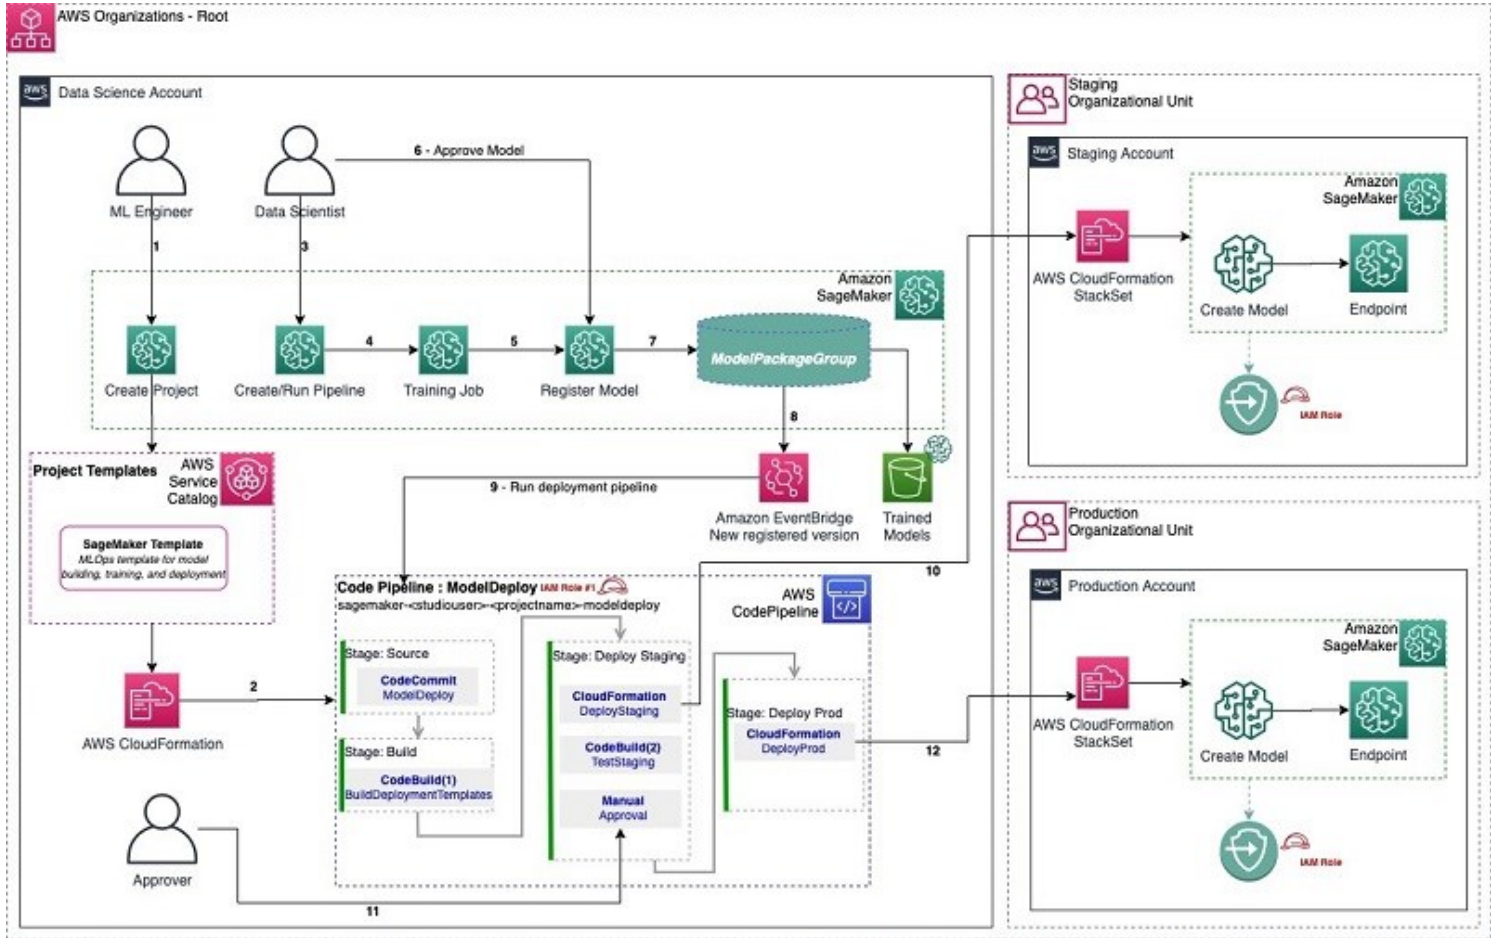 AWS Organizations - Root
aws
Data Science Account
6 - Approve Model
ML Engineer
Data Scientist
1
3
Amazon
SageMaker
4
5
7
ModelPackageGroup
Create Project
Create/Run Pipeline
Training Job
Register Model
8
Project Templates
AWS
Service
Catalog
SageMaker Template
MLOps template for model
building, training, and deployment
9 - Run deployment pipeline
Amazon EventBridge
New registered version
Trained
Models
10
Code Pipeline : ModelDeploy
IAM Role #1
sagemaker-<studiouser>-<projectname>-modeldeploy
AWS
CodePipeline
Stage: Source
CodeCommit
ModelDeploy
Stage: Build
CodeBuild(1)
BuildDeploymentTemplates
Stage: Deploy Staging
CloudFormation
DeployStaging
CodeBuild(2)
TestStaging
Manual
Approval
Stage: Deploy Prod
CloudFormation
DeployProd
12
2
AWS CloudFormation
Approver
11
Staging
Organizational Unit
aws
Staging Account
Amazon
SageMaker
AWS CloudFormation
StackSet
Create Model
Endpoint
IAM Role
Production
Organizational Unit
aws
Production Account
Amazon
SageMaker
AWS CloudFormation
StackSet
Create Model
Endpoint
IAM Role